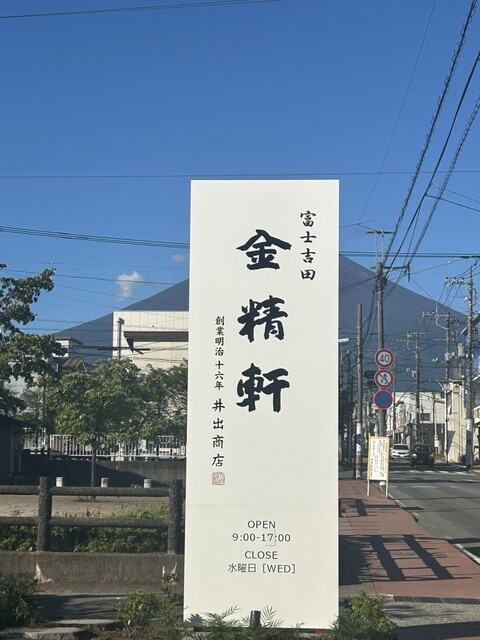 富士吉田
金精軒
創業明治十六年 井出商店
OPEN
9:00-17:00
CLOSE
水曜日［WED］
40